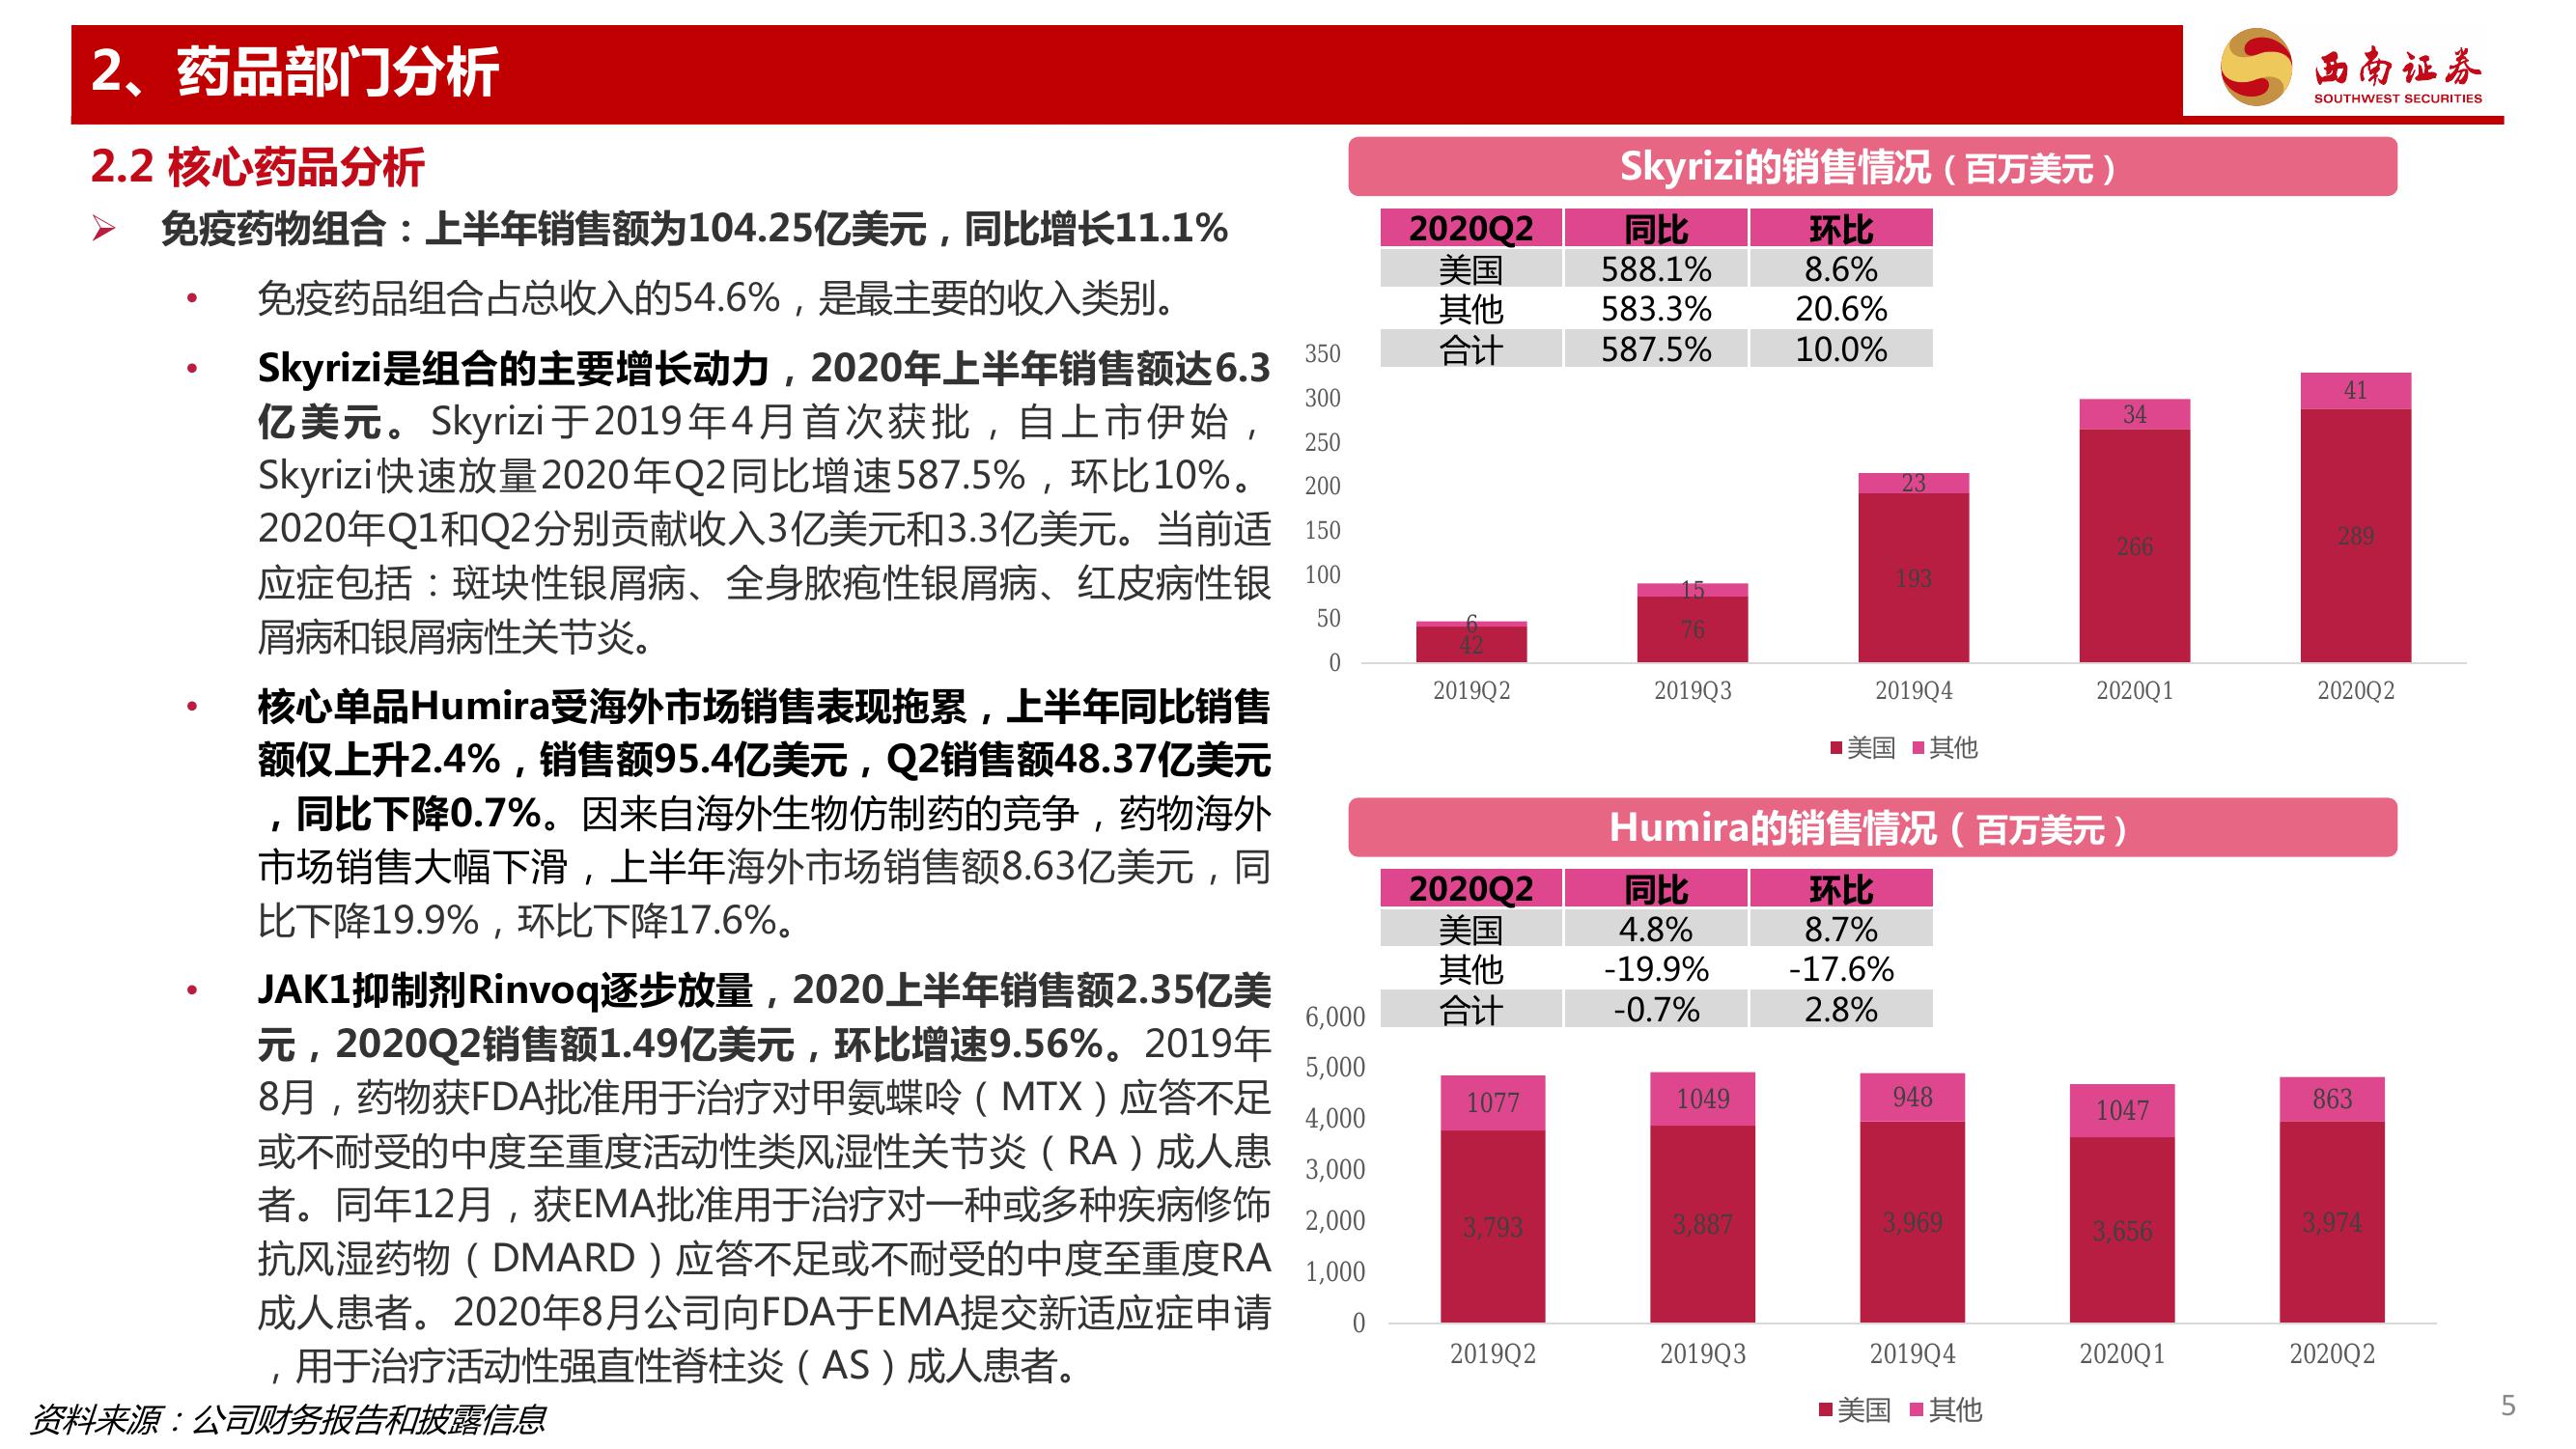 2、药品部门分析
西南证券
SOUTHWEST SECURITIES
2.2 核心药品分析
免疫药物组合：上半年销售额为104.25亿美元，同比增长11.1%
• 免疫药品组合占总收入的54.6%，是最主要的收入类别。
• Skyrizi是组合的主要增长动力，2020年上半年销售额达6.3
亿美元。Skyrizi于2019年4月首次获批，自上市伊始，
Skyrizi快速放量2020年Q2同比增速587.5%，环比10%。
2020年Q1和Q2分别贡献收入3亿美元和3.3亿美元。当前适
应症包括：斑块性银屑病、全身脓疱性银屑病、红皮病性银
屑病和银屑病性关节炎。
• 核心单品Humira受海外市场销售表现拖累，上半年同比销售
额仅上升2.4%，销售额95.4亿美元，Q2销售额48.37亿美元
，同比下降0.7%。因来自海外生物仿制药的竞争，药物海外
市场销售大幅下滑，上半年海外市场销售额8.63亿美元，同
比下降19.9%，环比下降17.6%。
• JAK1抑制剂Rinvoq逐步放量，2020上半年销售额2.35亿美
元，2020Q2销售额1.49亿美元，环比增速9.56%。2019年
8月，药物获FDA批准用于治疗对甲氨蝶呤（MTX）应答不足
或不耐受的中度至重度活动性类风湿性关节炎（RA）成人患
者。同年12月，获EMA批准用于治疗对一种或多种疾病修饰
抗风湿药物（DMARD）应答不足或不耐受的中度至重度RA
成人患者。2020年8月公司向FDA于EMA提交新适应症申请
，用于治疗活动性强直性脊柱炎（AS）成人患者。
Skyrizi的销售情况（百万美元）
2020Q2 同比 环比
美国 588.1% 8.6%
其他 583.3% 20.6%
合计 587.5% 10.0%
350
300
250
200
150
100
50
0
6
42
15
76
23
193
34
266
41
289
2019Q2 2019Q3 2019Q4 2020Q1 2020Q2
美国 其他
Humira的销售情况（百万美元）
2020Q2 同比 环比
美国 4.8% 8.7%
其他 -19.9% -17.6%
合计 -0.7% 2.8%
6,000
5,000
4,000
3,000
2,000
1,000
0
1077
3,793
1049
3,887
948
3,969
1047
3,656
863
3,974
2019Q2 2019Q3 2019Q4 2020Q1 2020Q2
美国 其他
资料来源：公司财务报告和披露信息
5